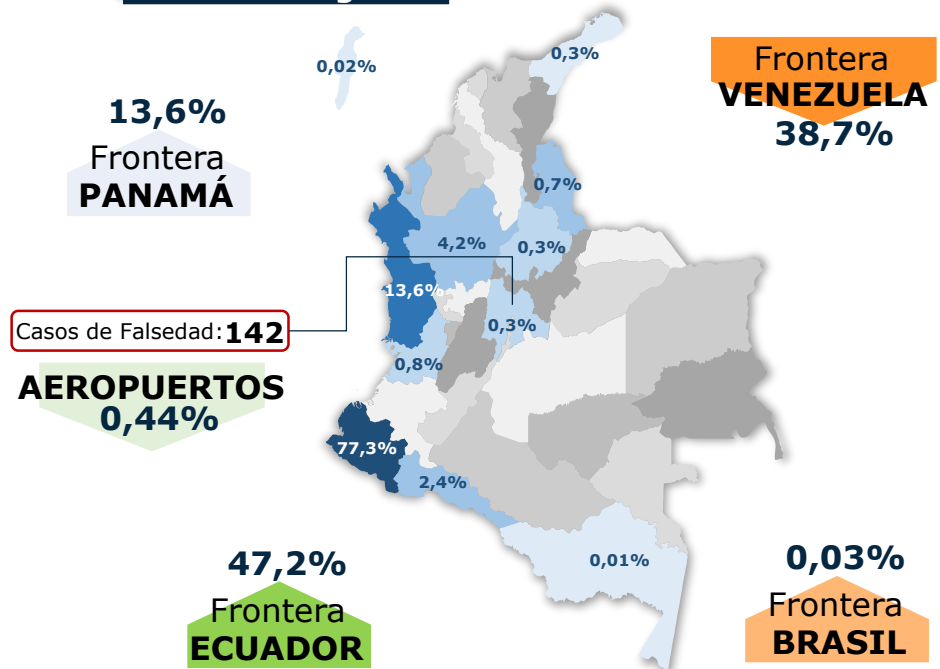 0,02%
0,3%
Frontera
VENEZUELA
38,7%
13,6%
Frontera
PANAMÁ
0,7%
4,2%
0,3%
13,6%
Casos de Falsedad: 142
0,3%
0,8%
AEROPUERTOS
0,44%
77,3%
2,4%
47,2%
Frontera
ECUADOR
0,01%
0,03%
Frontera
BRASIL